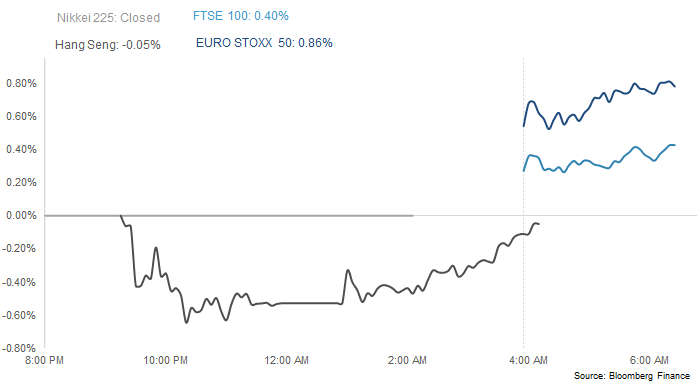 Nikkei 225: Closed
FTSE 100: 0.40%
Hang Seng: -0.05%
EURO STOXX 50: 0.86%
0.80%
0.60%
0.40%
0.20%
0.00%
-0.20%
-0.40%
-0.60%
-0.80%
8:00 PM
10:00 PM
12:00 AM
2:00 AM
4:00 AM
6:00 AM
Source: Bloomberg Finance